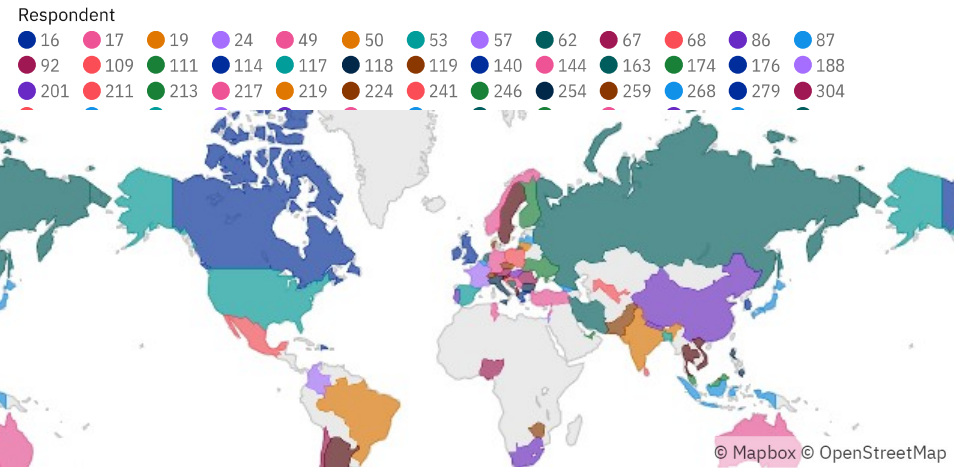 Respondent
16 17 19 24 49 50 53 57 62 67 68 86 87
92 109 111 114 117 118 119 140 144 163 174 176 188
201 211 213 217 219 224 241 246 254 259 268 279 304
© Mapbox © OpenStreetMap